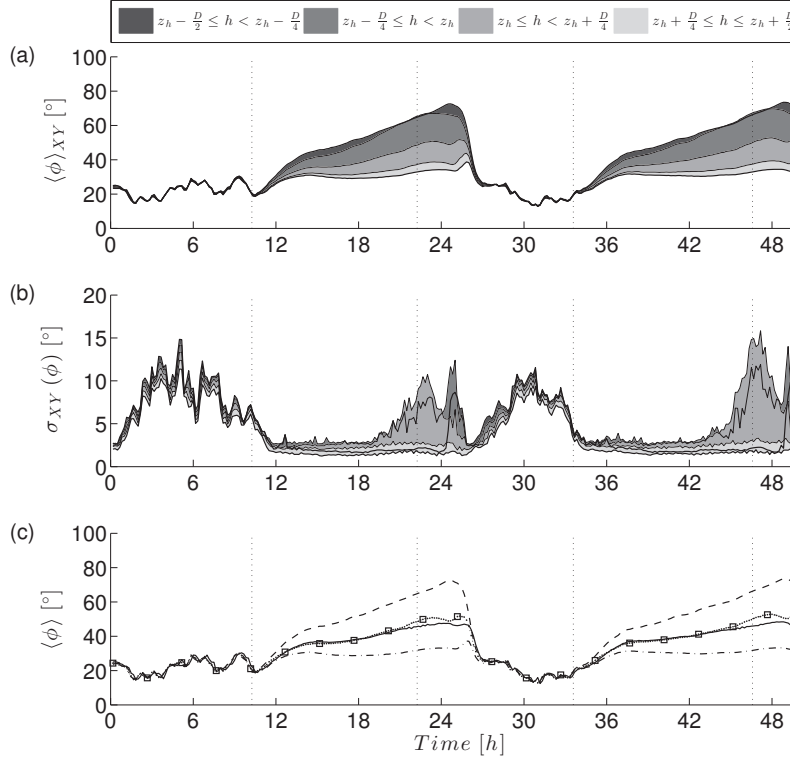 z_h − D/2 ≤ h < z_h − D/4 z_h − D/4 ≤ h < z_h z_h ≤ h < z_h + D/4 z_h + D/4 ≤ h ≤ z_h + D/2
(a)
⟨ϕ⟩_XY [°]
100
80
60
40
20
0
0 6 12 18 24 30 36 42 48
(b)
σ_XY (ϕ) [°]
20
15
10
5
0
0 6 12 18 24 30 36 42 48
(c)
⟨ϕ⟩ [°]
100
80
60
40
20
0
0 6 12 18 24 30 36 42 48
Time [h]